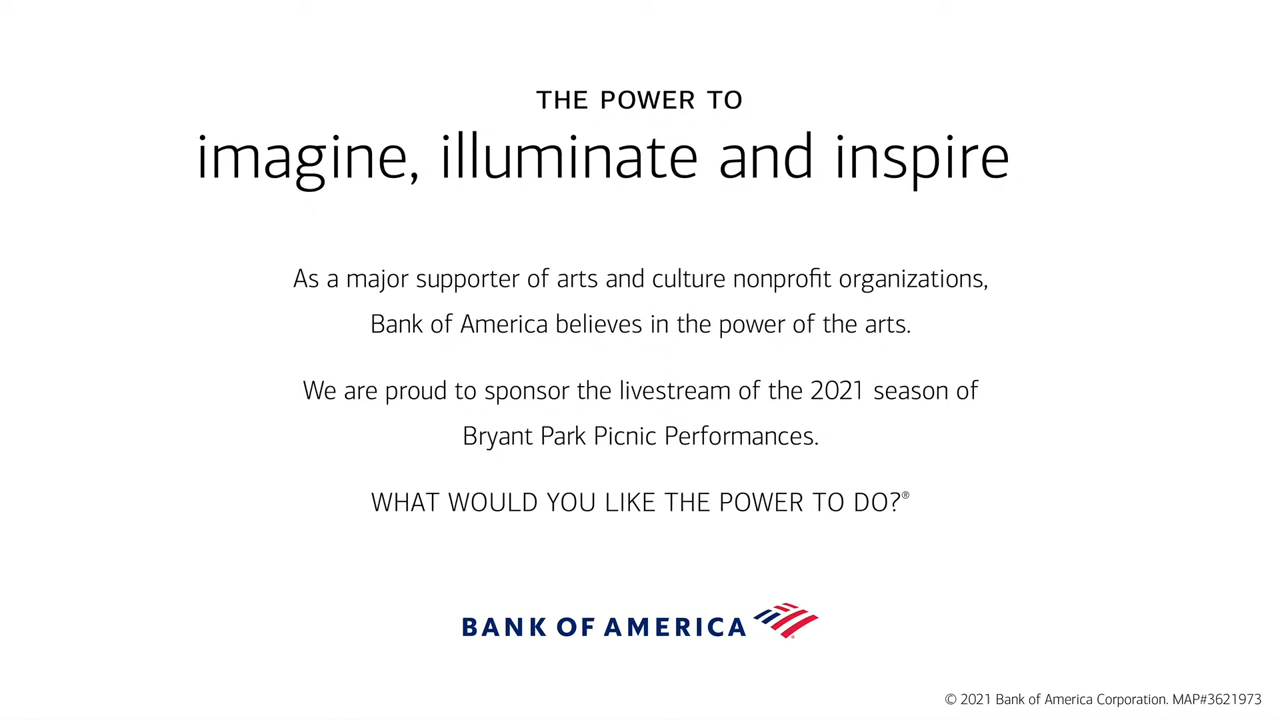 THE POWER TO
imagine, illuminate and inspire
As a major supporter of arts and culture nonprofit organizations,
Bank of America believes in the power of the arts.
We are proud to sponsor the livestream of the 2021 season of
Bryant Park Picnic Performances.
WHAT WOULD YOU LIKE THE POWER TO DO?®
BANK OF AMERICA
© 2021 Bank of America Corporation. MAP#3621973